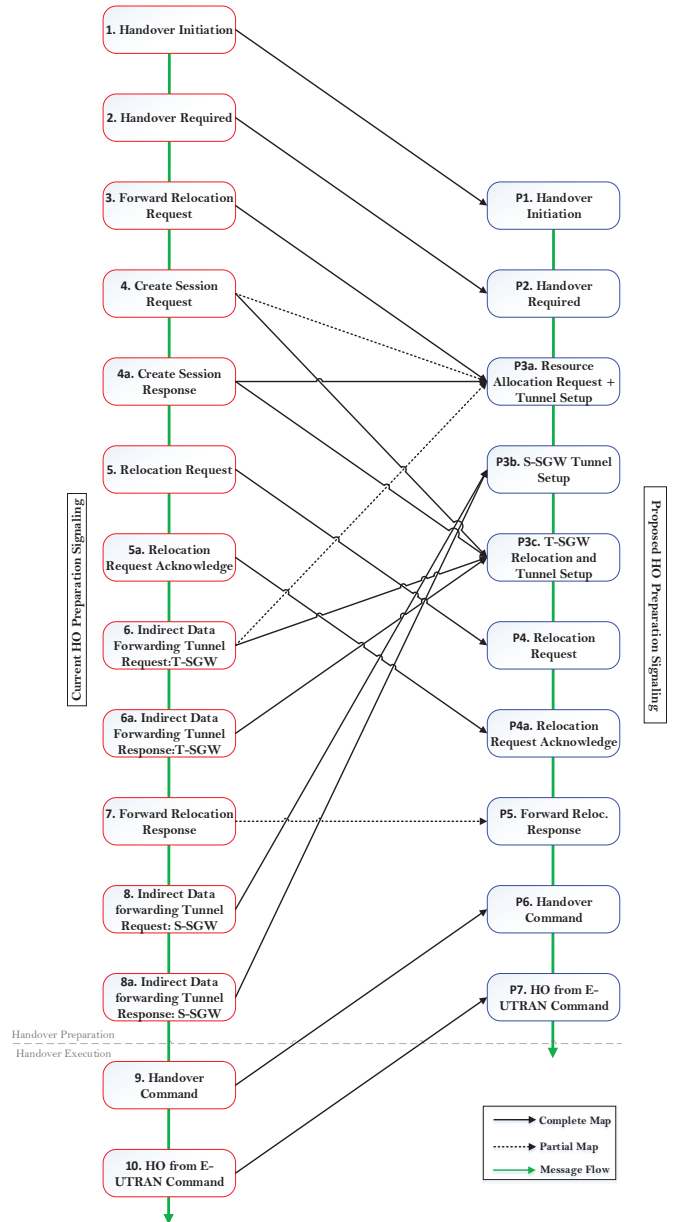 1. Handover Initiation
2. Handover Required
3. Forward Relocation
Request
4. Create Session
Request
4a. Create Session
Response
5. Relocation Request
5a. Relocation
Request Acknowledge
6. Indirect Data
Forwarding Tunnel
Request:T-SGW
6a. Indirect Data
Forwarding Tunnel
Response:T-SGW
7. Forward Relocation
Response
8. Indirect Data
forwarding Tunnel
Request: S-SGW
8a. Indirect Data
forwarding Tunnel
Response: S-SGW
9. Handover
Command
10. HO from E-
UTRAN Command
Current HO Preparation Signaling
P1. Handover
Initiation
P2. Handover
Required
P3a. Resource
Allocation Request +
Tunnel Setup
P3b. S-SGW Tunnel
Setup
P3c. T-SGW
Relocation and
Tunnel Setup
P4. Relocation
Request
P4a. Relocation
Request Acknowledge
P5. Forward Reloc.
Response
P6. Handover
Command
P7. HO from E-
UTRAN Command
Proposed HO Preparation Signaling
Handover Preparation
Handover Execution
Complete Map
Partial Map
Message Flow